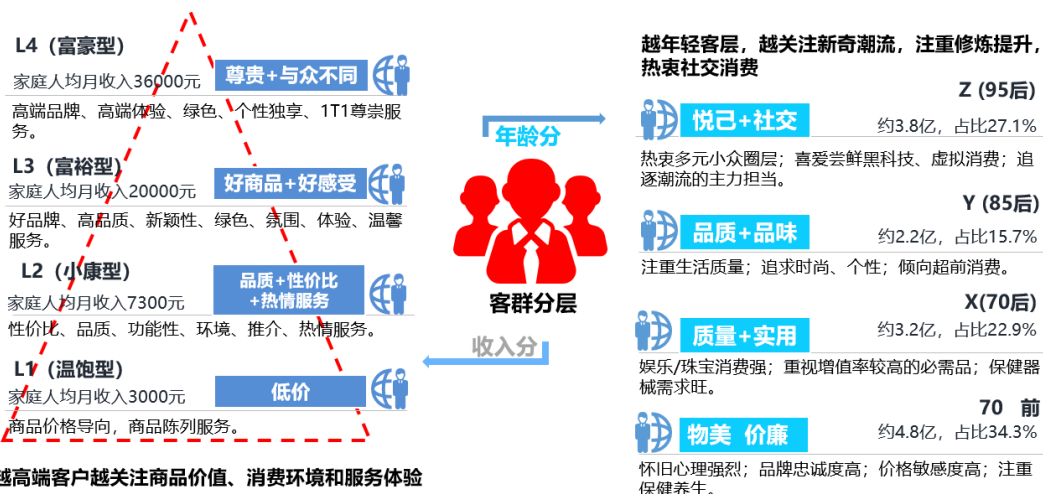 L4（富豪型）
家庭人均月收入36000元
尊贵+与众不同
高端品牌、高端体验、绿色、个性独享、1T1尊崇服
务。
L3（富裕型）
家庭人均月收入20000元
好商品+好感受
好品牌、高品质、新颖性、绿色、氛围、体验、温馨
服务。
L2（小康型）
家庭人均月收入7300元
品质+性价比
+热情服务
性价比、品质、功能性、环境、推介、热情服务。
L1（温饱型）
家庭人均月收入3000元
低价
商品价格导向，商品陈列服务。
越高端客户越关注商品价值、消费环境和服务体验
年龄分
客群分层
收入分
越年轻客层，越关注新奇潮流，注重修炼提升，
热衷社交消费
Z (95后)
悦己+社交
约3.8亿，占比27.1%
热衷多元小众圈层；喜爱尝鲜黑科技、虚拟消费；追
逐潮流的主力担当。
Y (85后)
品质+品味
约2.2亿，占比15.7%
注重生活质量；追求时尚、个性；倾向超前消费。
X(70后)
质量+实用
约3.2亿，占比22.9%
娱乐/珠宝消费强；重视增值率较高的必需品；保健器
械需求旺。
70 前
物美 价廉
约4.8亿，占比34.3%
怀旧心理强烈；品牌忠诚度高；价格敏感度高；注重
保健养生。